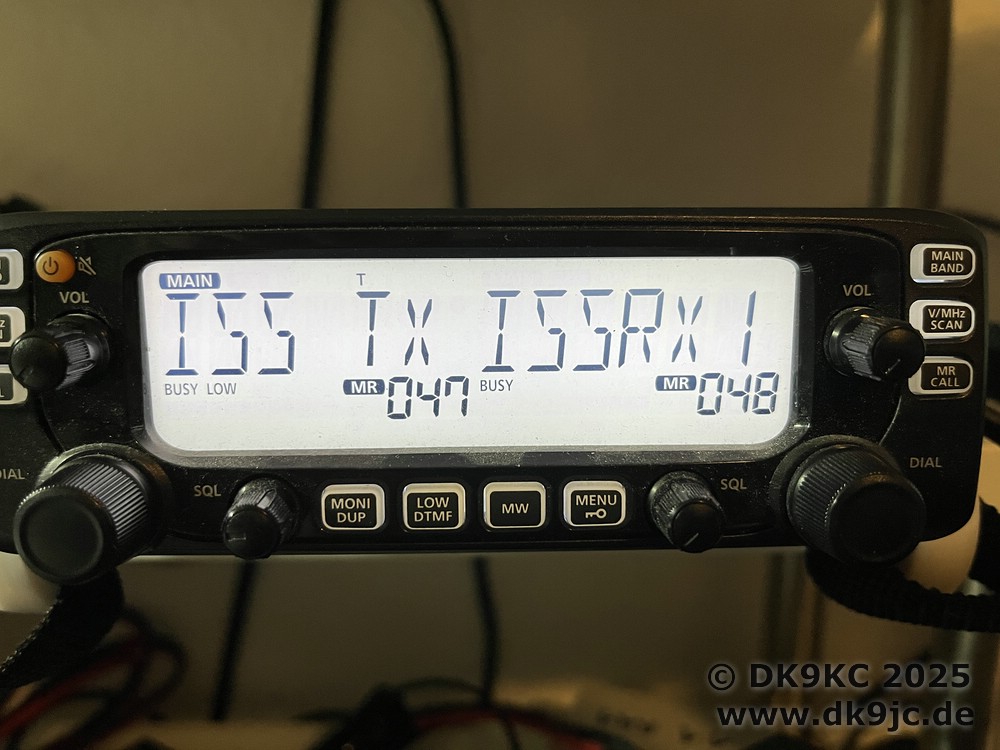 MAIN T
ISS Tx ISSRx1
BUSY LOW MR 047 BUSY MR 048
VOL
VOL
MAIN
BAND
V/MHz
SCAN
MR
CALL
DIAL
SQL
MONI
DUP
LOW
DTMF
MW
MENU
SQL
DIAL
© DK9KC 2025
www.dk9jc.de